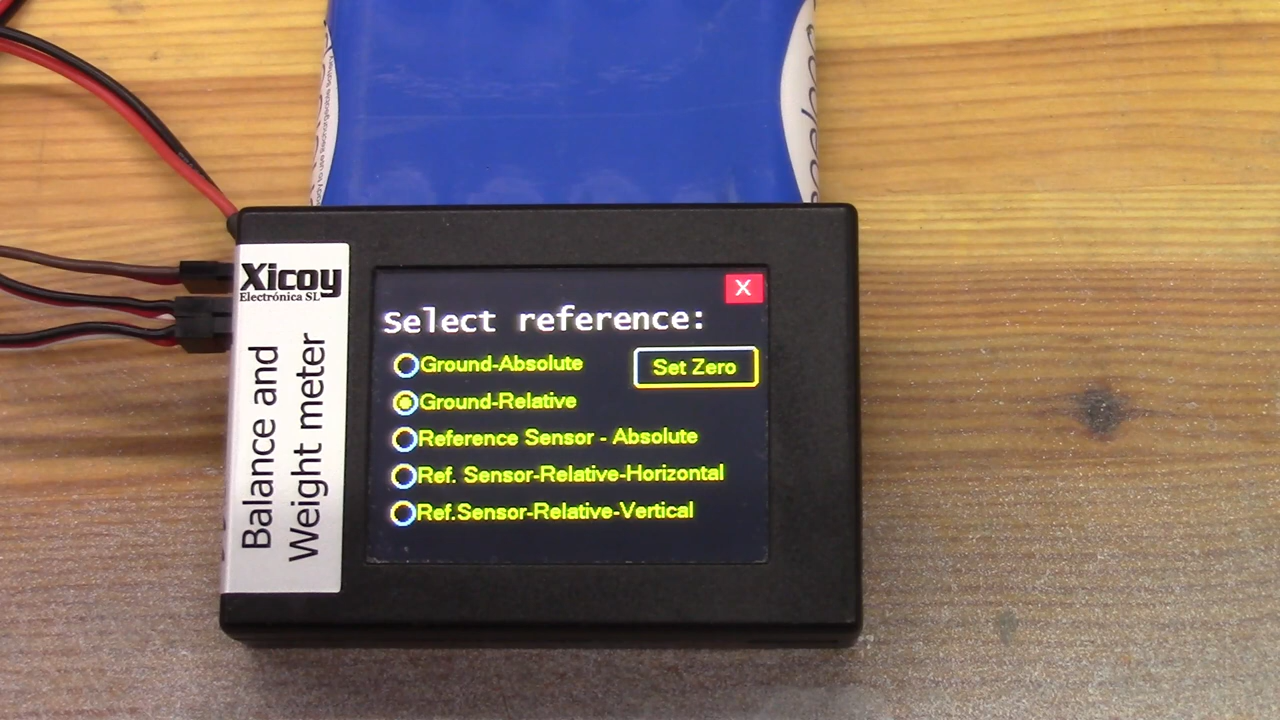 Xicoy
Electrónica SL
Balance and
Weight meter
X
Select reference:
Ground-Absolute
Set Zero
Ground-Relative
Reference Sensor - Absolute
Ref. Sensor-Relative-Horizontal
Ref.Sensor-Relative-Vertical